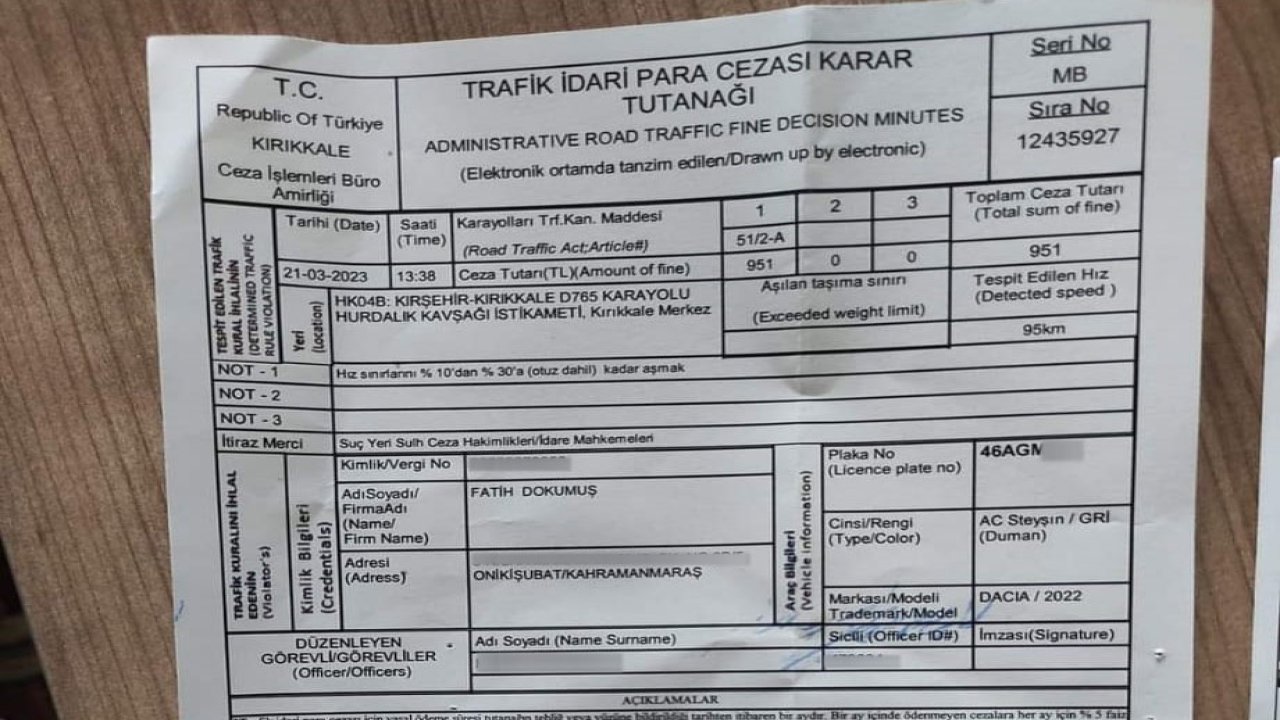 T.C.
Republic Of Türkiye
KIRIKKALE
Ceza İşlemleri Büro
Amirliği
TRAFİK İDARİ PARA CEZASI KARAR
TUTANAĞI
ADMINISTRATIVE ROAD TRAFFIC FINE DECISION MINUTES
(Elektronik ortamda tanzim edilen/Drawn up by electronic)
Seri No
MB
Sıra No
12435927
TESPİT EDİLEN TRAFİK
KURAL İHLALİNİN
(DETERMINED TRAFFIC
RULE VIOLATION)
Tarihi (Date)
Saati
(Time)
Karayolları Trf.Kan. Maddesi
(Road Traffic Act;Article#)
1
2
3
51/2-A
Toplam Ceza Tutarı
(Total sum of fine)
21-03-2023
13:38
Ceza Tutarı(TL)(Amount of fine)
951
0
0
951
Yeri
(Location)
HK04B: KIRŞEHİR-KIRIKKALE D765 KARAYOLU
HURDALIK KAVŞAĞI İSTİKAMETİ, Kırıkkale Merkez
Aşılan taşıma sınırı
(Exceeded weight limit)
Tespit Edilen Hız
(Detected speed )
95km
NOT - 1
Hız sınırlarını % 10'dan % 30'a (otuz dahil) kadar aşmak
NOT - 2
NOT - 3
İtiraz Merci
Suç Yeri Sulh Ceza Hakimlikleri/İdare Mahkemeleri
TRAFİK KURALINI İHLAL
EDENİN
(Violator's)
Kimlik Bilgileri
(Credentials)
Kimlik/Vergi No
AdıSoyadı/
FirmaAdı
(Name/
Firm Name)
FATİH DOKUMUŞ
Adresi
(Address)
ONİKİŞUBAT/KAHRAMANMARAŞ
Araç Bilgileri
(Vehicle information)
Plaka No
(Licence plate no)
46AGM
Cinsi/Rengi
(Type/Color)
AC Steyşın / GRİ
(Duman)
Markası/Modeli
Trademark/Model
DACIA / 2022
DÜZENLEYEN
GÖREVLİ/GÖREVLİLER
(Officer/Officers)
Adı Soyadı (Name Surname)
Sicili (Officer ID#)
İmzası(Signature)
AÇIKLAMALAR